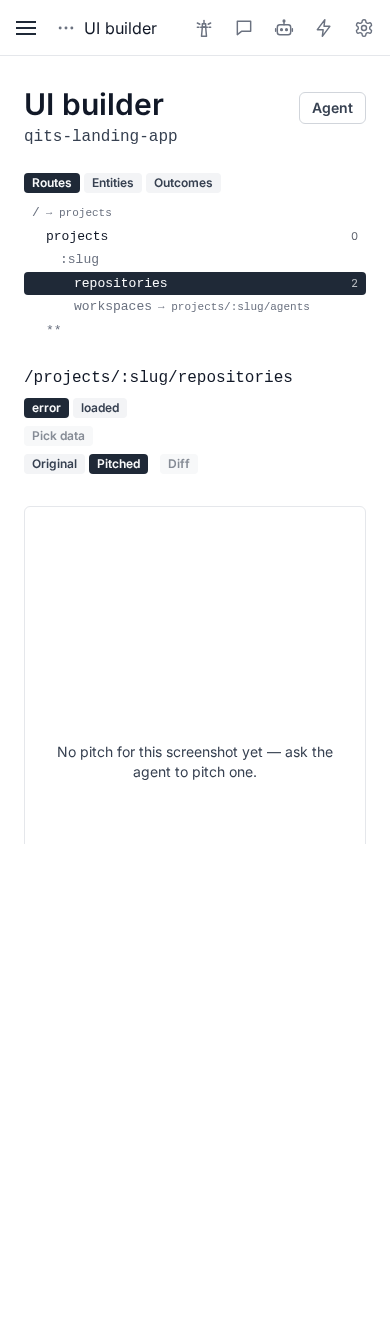 UI builder
UI builder
Agent
qits-landing-app
Routes Entities Outcomes
/ → projects
projects 0
:slug
repositories 2
workspaces → projects/:slug/agents
**
/projects/:slug/repositories
error loaded
Pick data
Original Pitched Diff
No pitch for this screenshot yet — ask the
agent to pitch one.